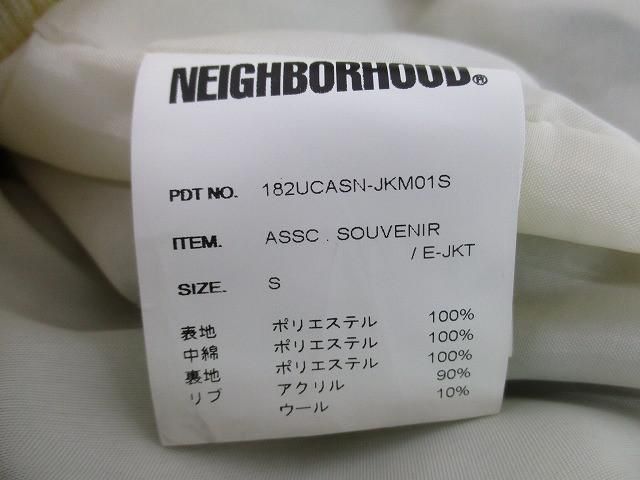 NEIGHBORHOOD®
PDT NO. 182UCASN-JKM01S
ITEM. ASSC . SOUVENIR
/ E-JKT
SIZE. S
表地 ポリエステル 100%
中綿 ポリエステル 100%
裏地 ポリエステル 100%
リブ アクリル 90%
ウール 10%